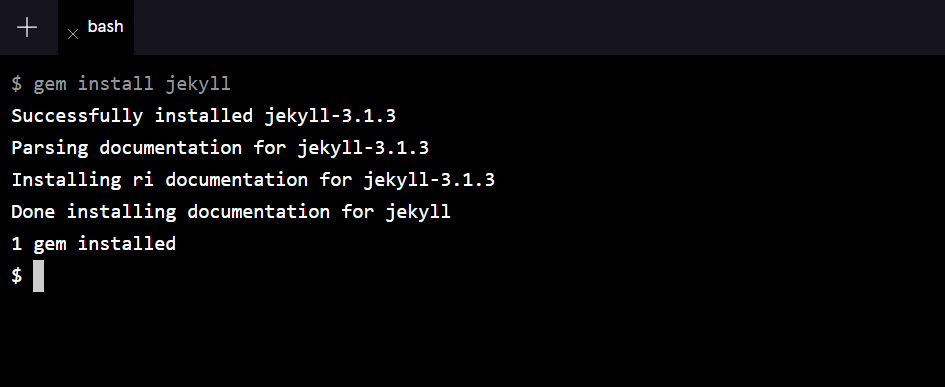 bash
$ gem install jekyll
Successfully installed jekyll-3.1.3
Parsing documentation for jekyll-3.1.3
Installing ri documentation for jekyll-3.1.3
Done installing documentation for jekyll
1 gem installed
$